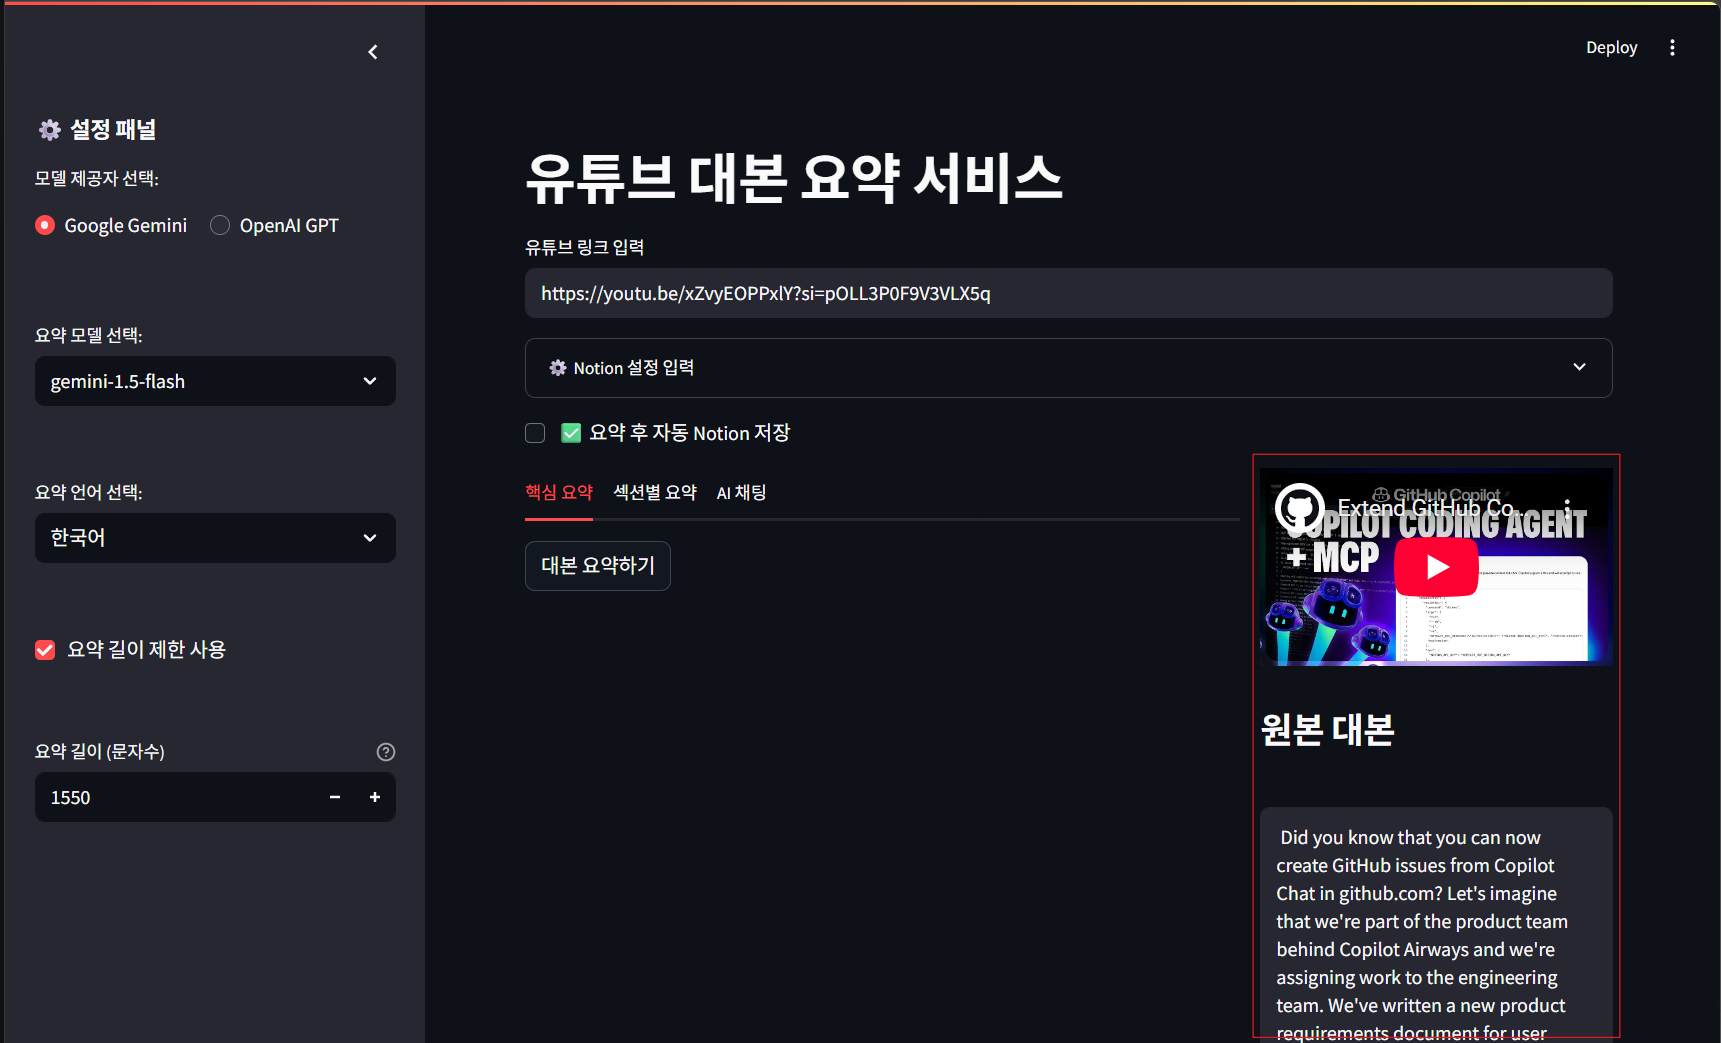 Deploy
설정 패널
모델 제공자 선택:
Google Gemini
OpenAI GPT
요약 모델 선택:
gemini-1.5-flash
요약 언어 선택:
한국어
요약 길이 제한 사용
요약 길이 (문자수)
1550
유튜브 대본 요약 서비스
유튜브 링크 입력
https://youtu.be/xZvyEOPPxlY?si=pOLL3P0F9V3VLX5q
Notion 설정 입력
요약 후 자동 Notion 저장
핵심 요약
섹션별 요약
AI 채팅
대본 요약하기
GitHub Copilot
Extend GitHub Co...
COPILOT CODING AGENT
+ MCP
원본 대본
Did you know that you can now
create GitHub issues from Copilot
Chat in github.com? Let's imagine
that we're part of the product team
behind Copilot Airways and we're
assigning work to the engineering
team. We've written a new product
requirements document for user